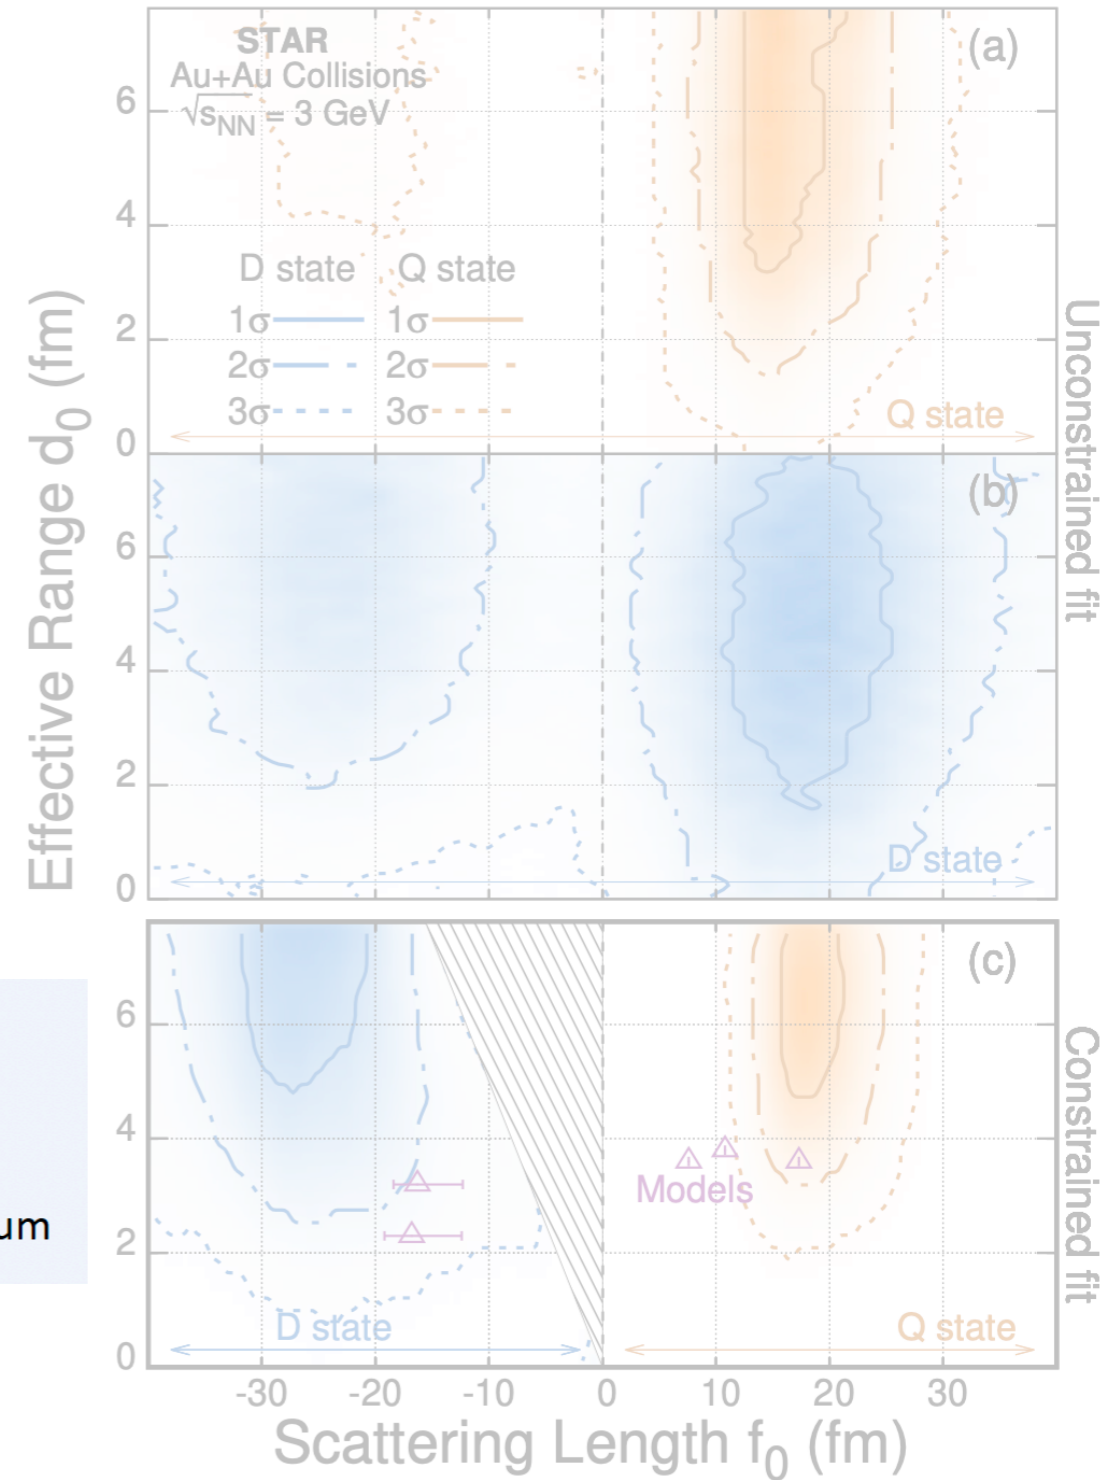 STAR
Au+Au Collisions
√sNN = 3 GeV
(a)
D state Q state
1σ 1σ
2σ 2σ
3σ 3σ
Q state
6
4
2
0
(b)
D state
6
4
2
0
(c)
Models
D state
Q state
6
4
2
0
-30 -20 -10 0 10 20 30
Scattering Length f0 (fm)
Effective Range d0 (fm)
Unconstrained fit
Constrained fit
um